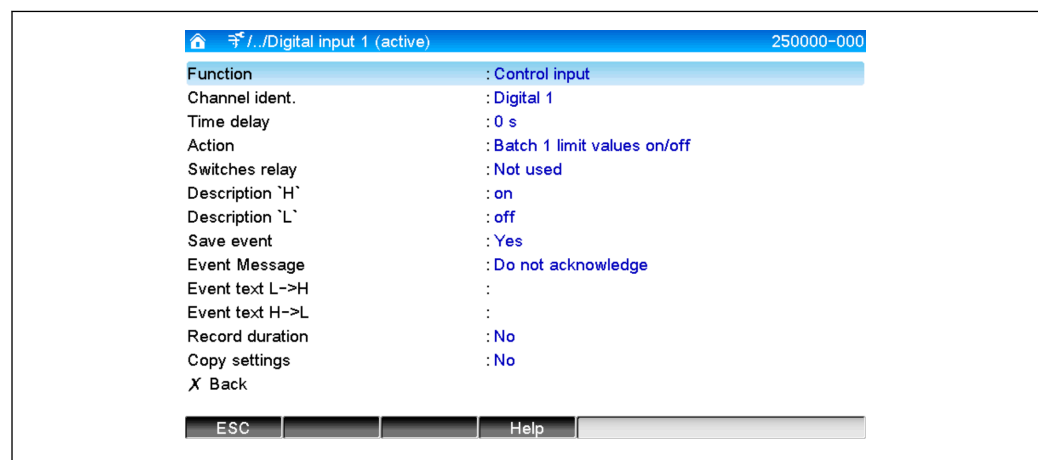 /../Digital input 1 (active) 250000-000
Function : Control input
Channel ident. : Digital 1
Time delay : 0 s
Action : Batch 1 limit values on/off
Switches relay : Not used
Description `H` : on
Description `L` : off
Save event : Yes
Event Message : Do not acknowledge
Event text L->H :
Event text H->L :
Record duration : No
Copy settings : No
X Back
ESC Help